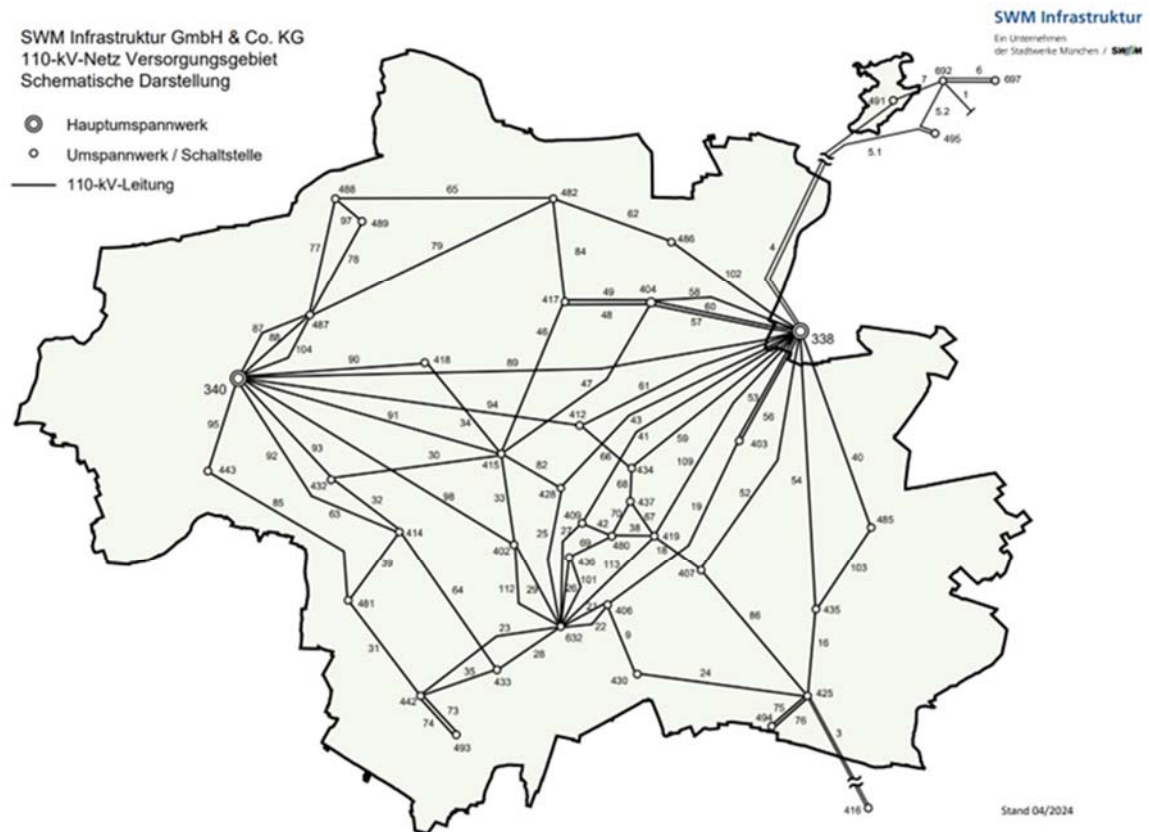 SWM Infrastruktur GmbH & Co. KG
110-kV-Netz Versorgungsgebiet
Schematische Darstellung
Hauptumspannwerk
Umspannwerk / Schaltstelle
110-kV-Leitung
SWM Infrastruktur
Ein Unternehmen
der Stadtwerke München / SWM
6
7 692 697
491 1
5.2
495
5.1
488 65 482
97 489 62
77 79 486
78 84 4
102
49 404 58
417 60
487 48 57
87 338
88 46
104
90 418 89
340 47 61 53
94 43 56
91 412 41 59
95 34 403
93 66 40
92 30 82 109 54
443 432 415 434
98 428 68 52
85 32 33 437 19
63 409 70 67
414 25 27 42 38 419 485
402 69 480 18
39 436 113 407
64 112 29 26 101 103
481 21 406 86
23 632 22 435
31 28 9 16
35 433 430 24
442 425
73 75
74 494 76
493 3
416
Stand 04/2024